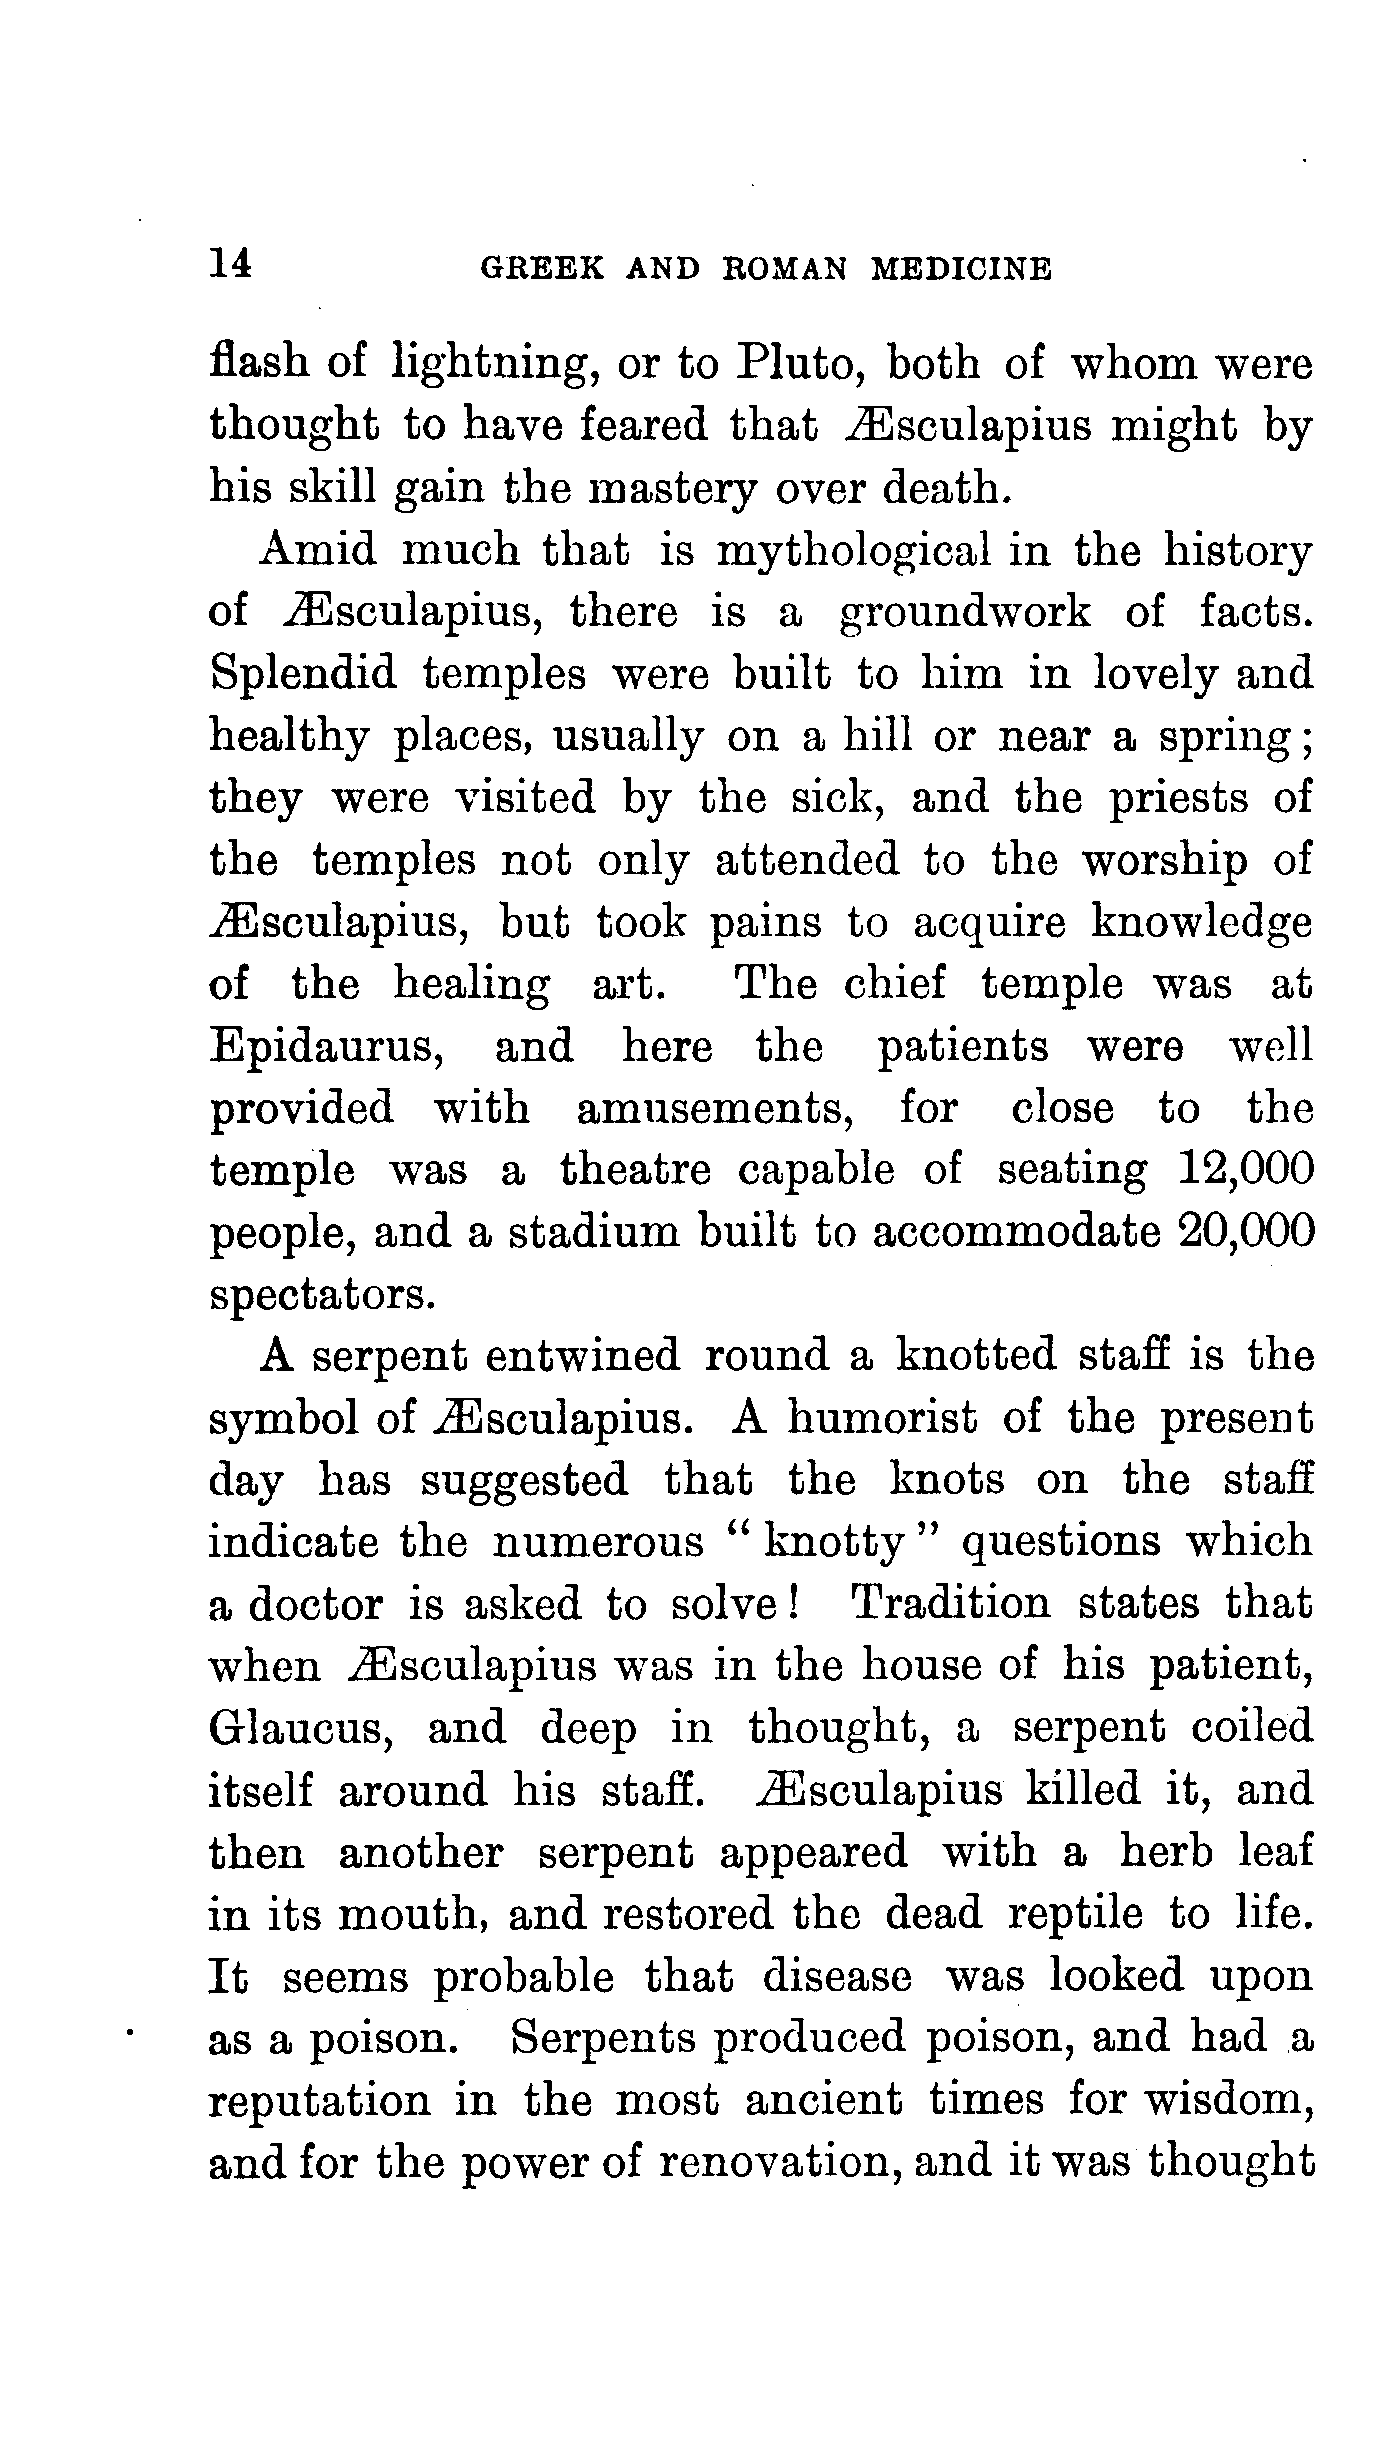 14 GREEK AND ROMAN MEDICINE
flash of lightning, or to Pluto, both of whom were
thought to have feared that Æsculapius might by
his skill gain the mastery over death.
Amid much that is mythological in the history
of Æsculapius, there is a groundwork of facts.
Splendid temples were built to him in lovely and
healthy places, usually on a hill or near a spring ;
they were visited by the sick, and the priests of
the temples not only attended to the worship of
Æsculapius, but took pains to acquire knowledge
of the healing art. The chief temple was at
Epidaurus, and here the patients were well
provided with amusements, for close to the
temple was a theatre capable of seating 12,000
people, and a stadium built to accommodate 20,000
spectators.
A serpent entwined round a knotted staff is the
symbol of Æsculapius. A humorist of the present
day has suggested that the knots on the staff
indicate the numerous “ knotty ” questions which
a doctor is asked to solve ! Tradition states that
when Æsculapius was in the house of his patient,
Glaucus, and deep in thought, a serpent coiled
itself around his staff. Æsculapius killed it, and
then another serpent appeared with a herb leaf
in its mouth, and restored the dead reptile to life.
It seems probable that disease was looked upon
as a poison. Serpents produced poison, and had a
reputation in the most ancient times for wisdom,
and for the power of renovation, and it was thought